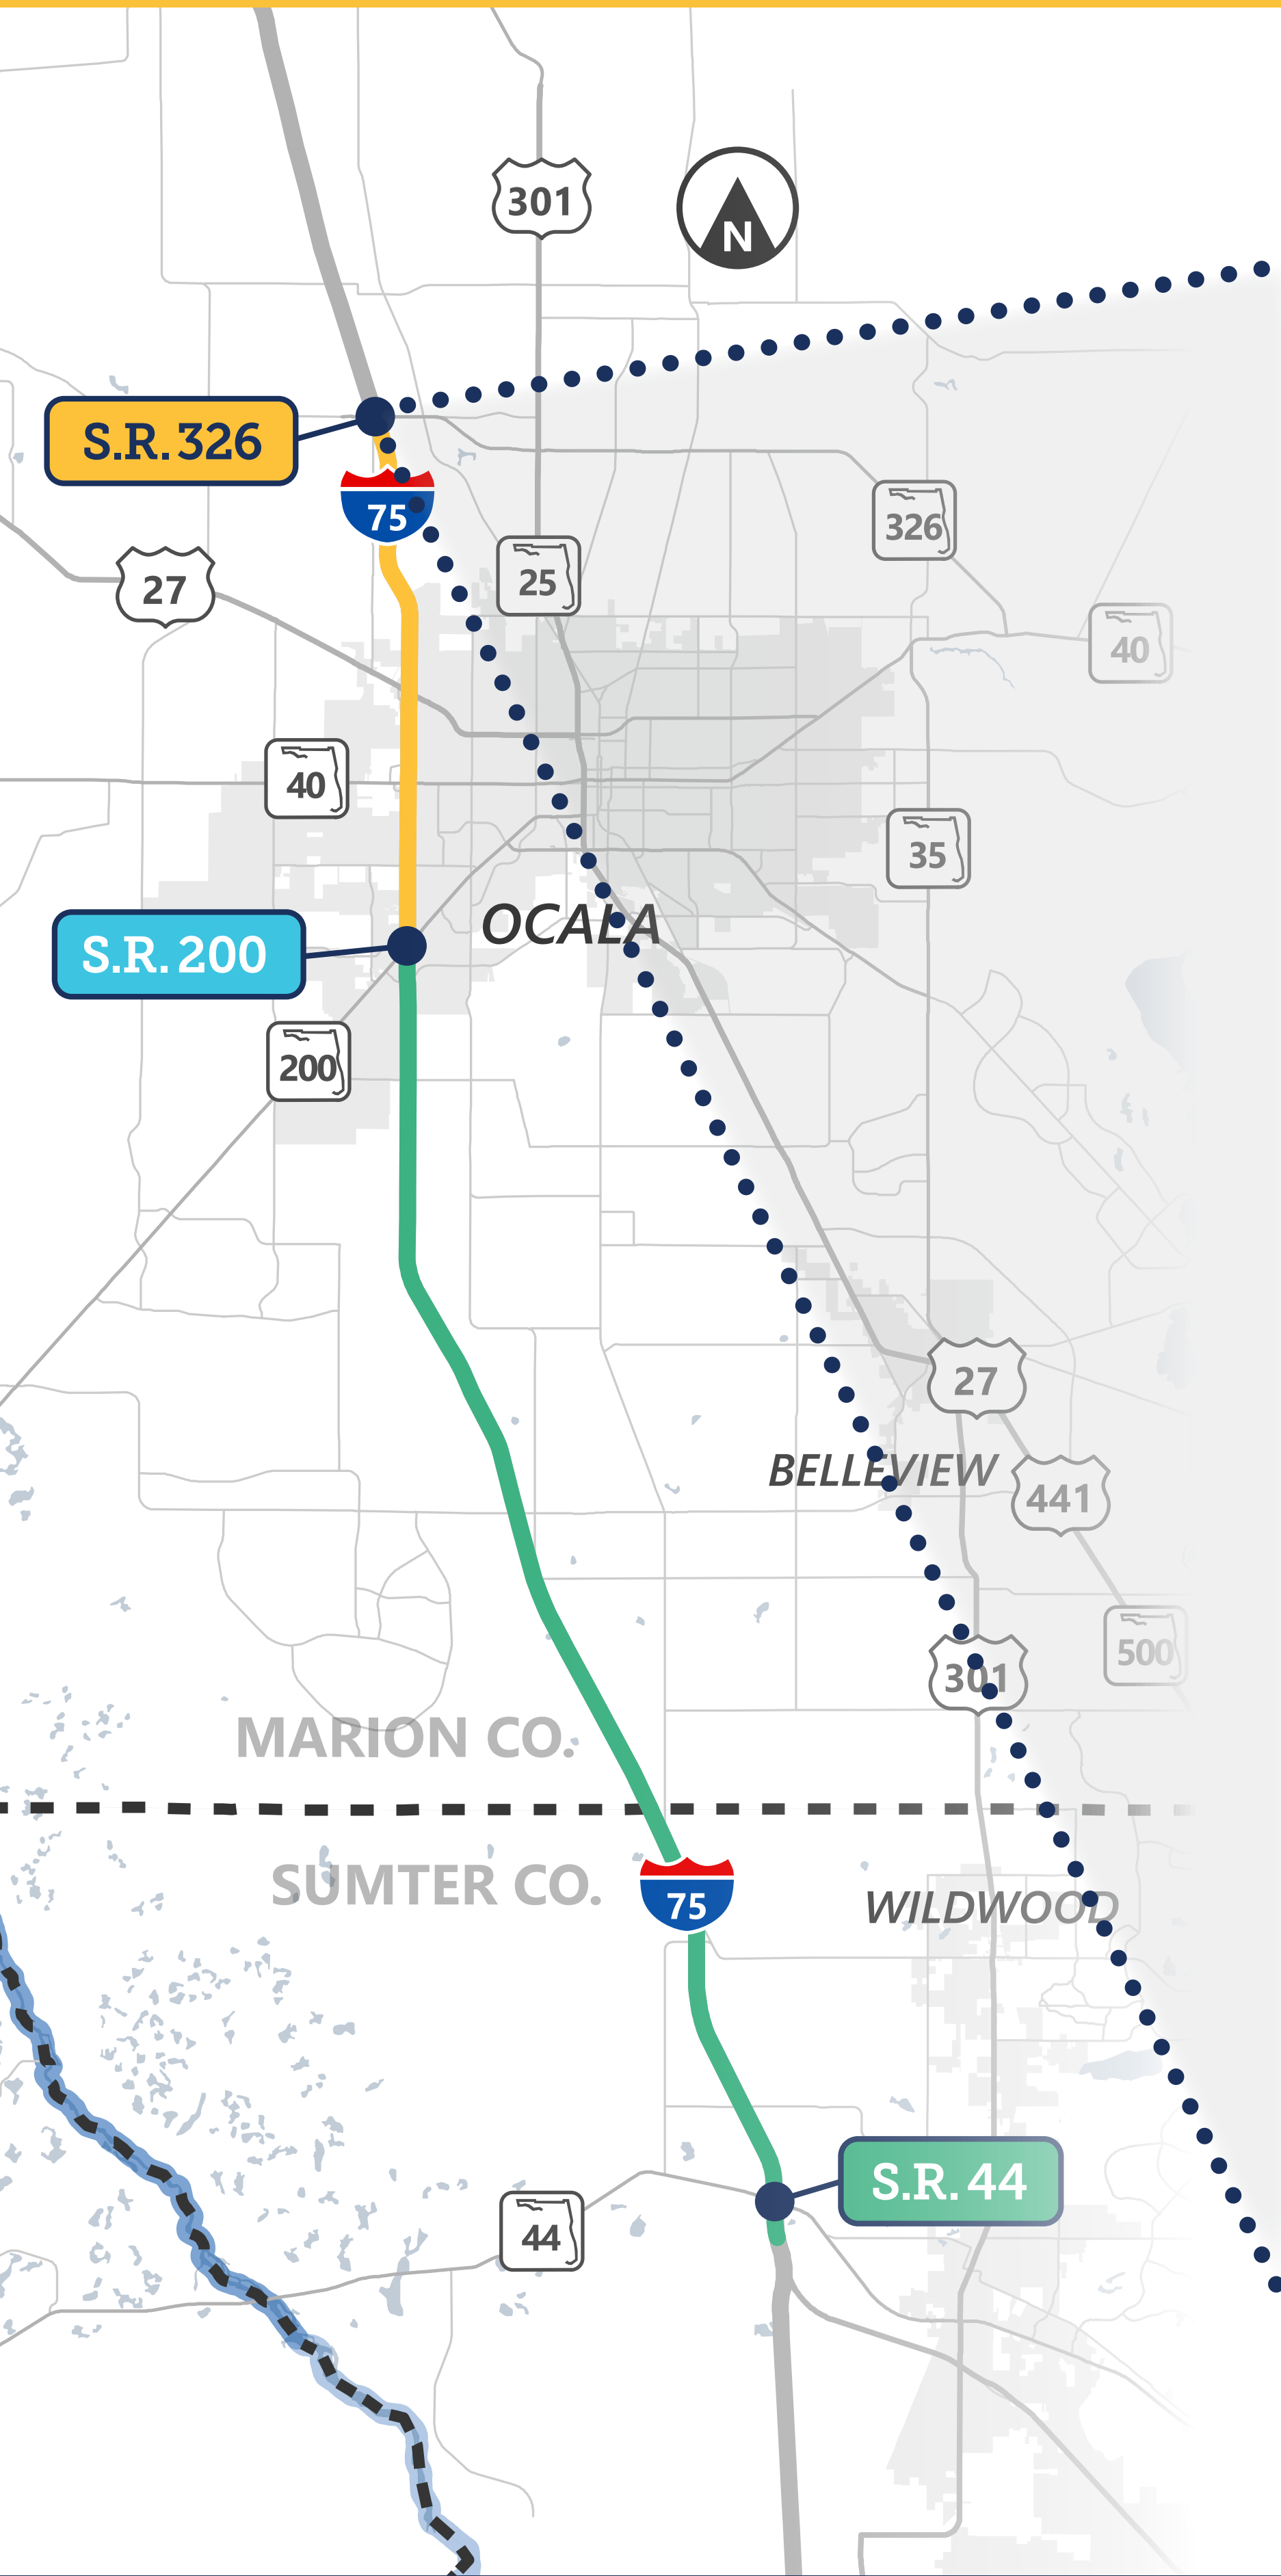 301
N
S.R. 326
75
326
25
27
40
40
35
OCALA
S.R. 200
200
27
BELLEVIEW
441
301
500
MARION CO.
SUMTER CO.
75
WILDWOOD
S.R. 44
44